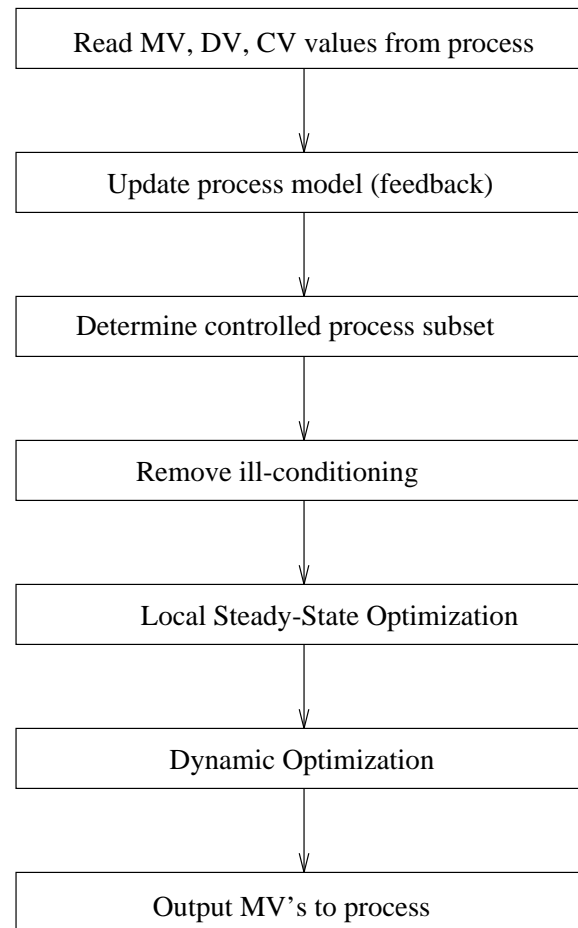 Read MV, DV, CV values from process
Update process model (feedback)
Determine controlled process subset
Remove ill-conditioning
Local Steady-State Optimization
Dynamic Optimization
Output MV's to process